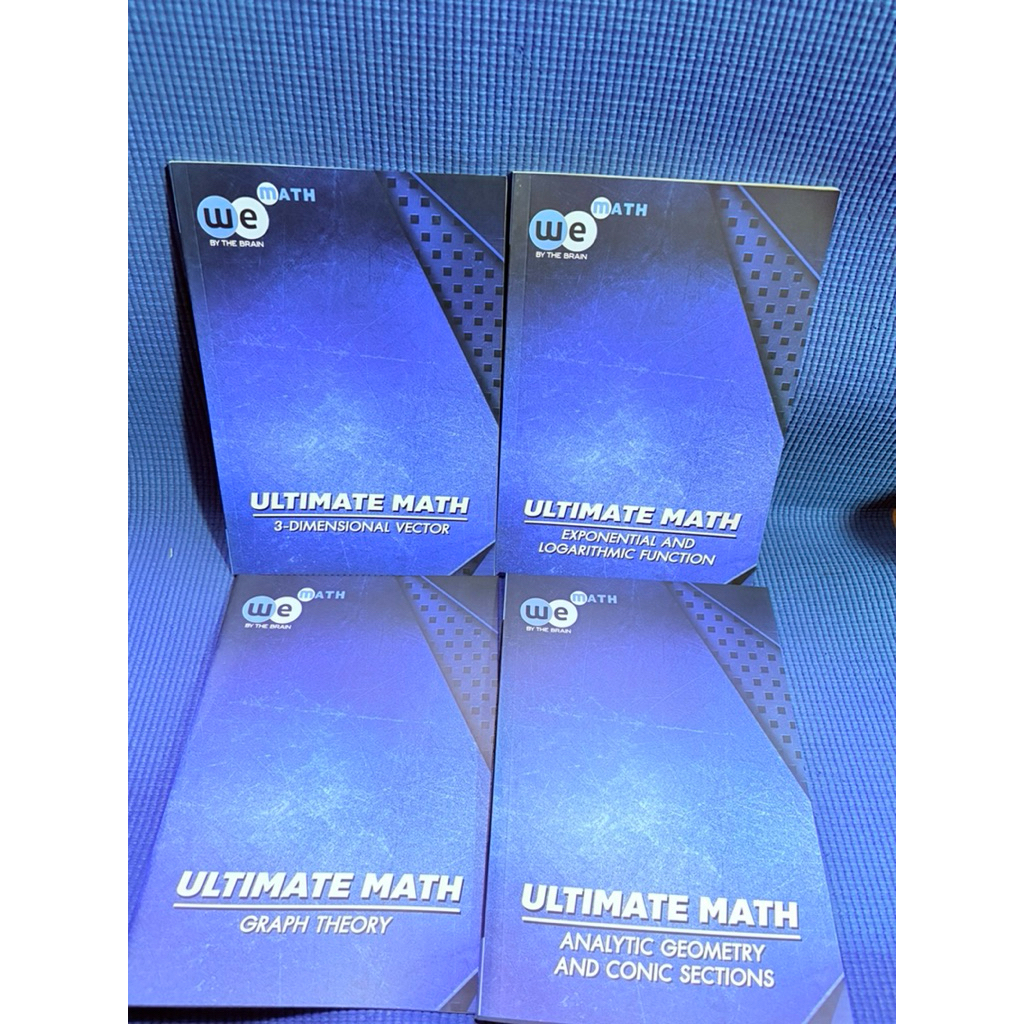 we mATH
BY THE BRAIN
ULTIMATE MATH
3-DIMENSIONAL VECTOR
we mATH
BY THE BRAIN
ULTIMATE MATH
EXPONENTIAL AND
LOGARITHMIC FUNCTION
we mATH
BY THE BRAIN
ULTIMATE MATH
GRAPH THEORY
we mATH
BY THE BRAIN
ULTIMATE MATH
ANALYTIC GEOMETRY
AND CONIC SECTIONS